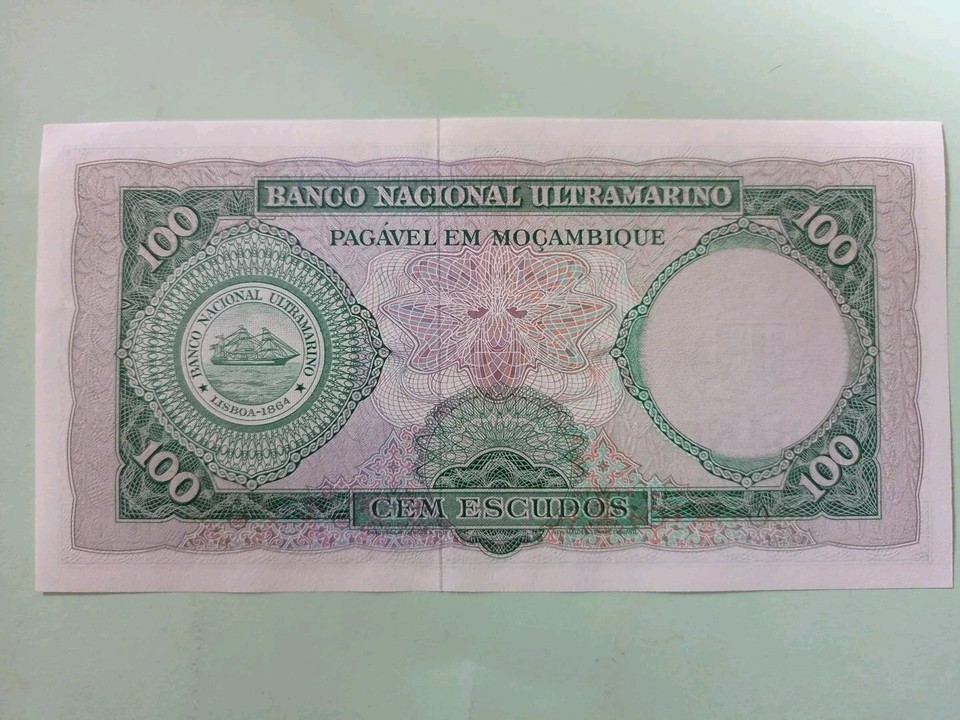 BANCO NACIONAL ULTRAMARINO
PAGÁVEL EM MOÇAMBIQUE
100
100
BANCO NACIONAL ULTRAMARINO
LISBOA-1864
100
100
CEM ESCUDOS